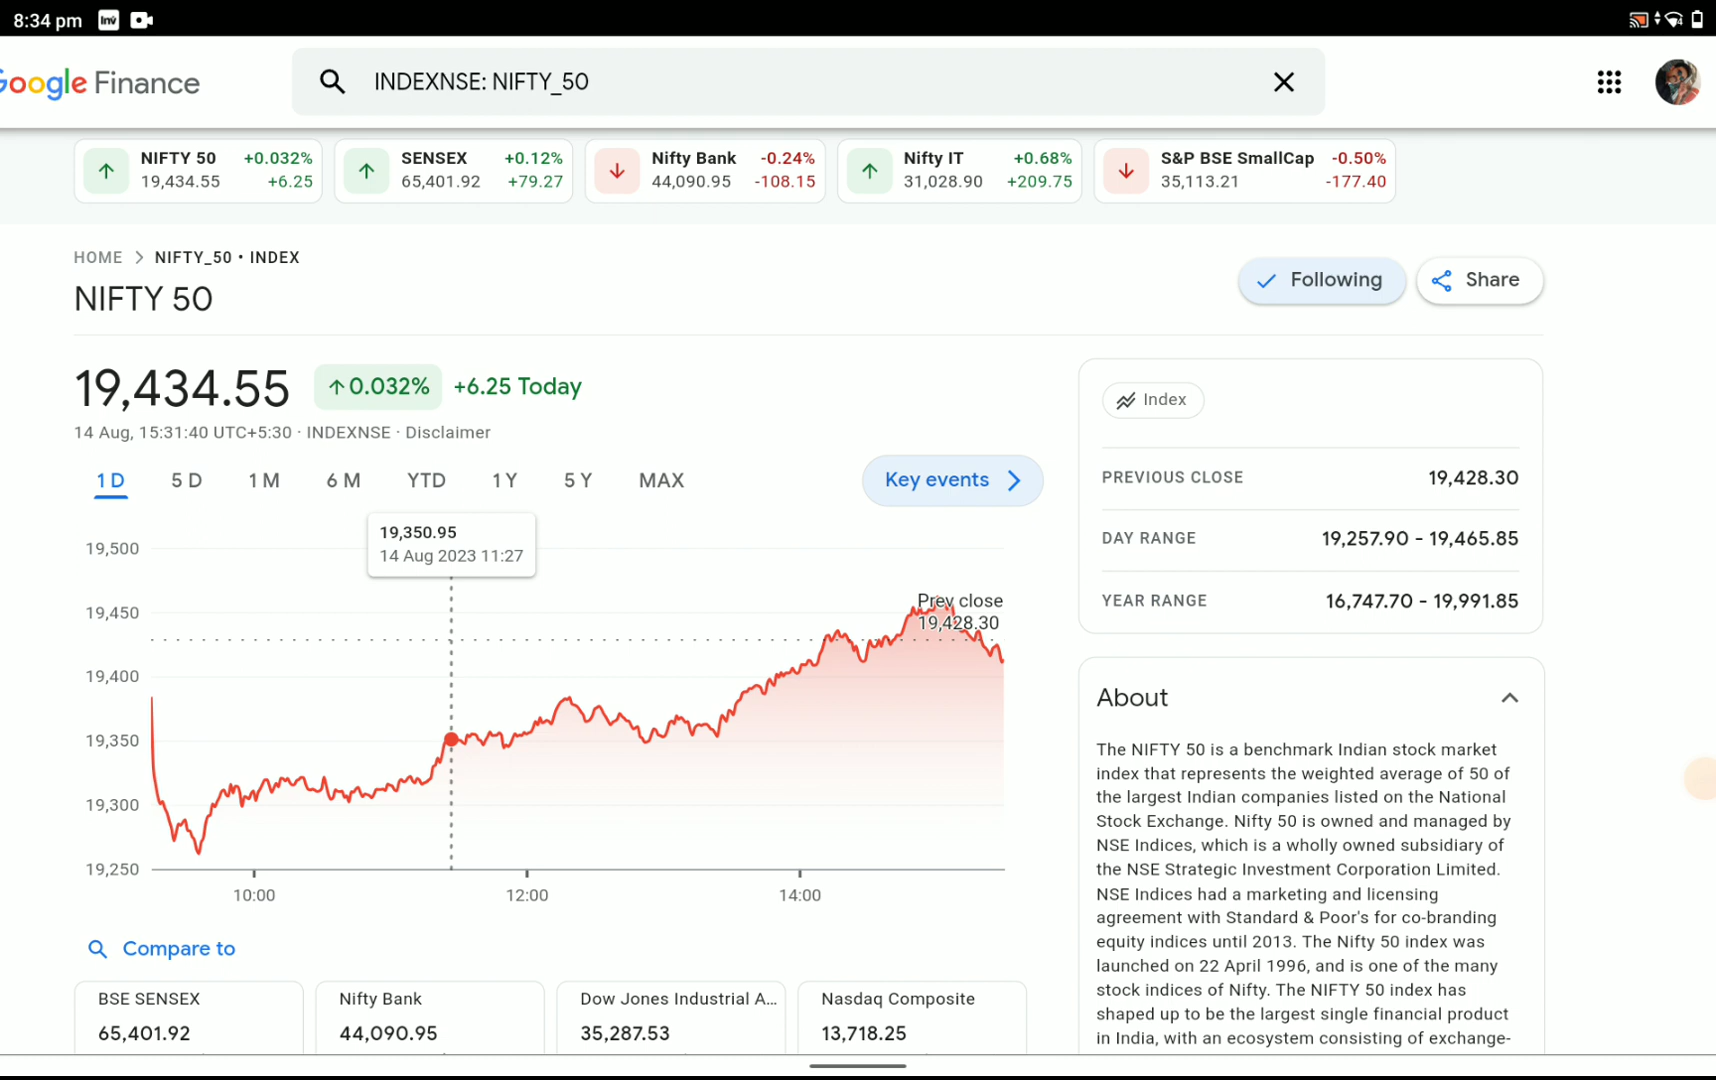 8:34 pm
Google Finance
INDEXNSE: NIFTY_50
NIFTY 50 +0.032%
19,434.55 +6.25
SENSEX +0.12%
65,401.92 +79.27
Nifty Bank -0.24%
44,090.95 -108.15
Nifty IT +0.68%
31,028.90 +209.75
S&P BSE SmallCap -0.50%
35,113.21 -177.40
HOME > NIFTY_50 • INDEX
NIFTY 50
Following
Share
19,434.55 ↑0.032% +6.25 Today
14 Aug, 15:31:40 UTC+5:30 · INDEXNSE · Disclaimer
1 D 5 D 1 M 6 M YTD 1 Y 5 Y MAX
Key events
19,350.95
14 Aug 2023 11:27
Prev close
19,428.30
19,500
19,450
19,400
19,350
19,300
19,250
10:00 12:00 14:00
Compare to
BSE SENSEX
65,401.92
Nifty Bank
44,090.95
Dow Jones Industrial A...
35,287.53
Nasdaq Composite
13,718.25
Index
PREVIOUS CLOSE 19,428.30
DAY RANGE 19,257.90 - 19,465.85
YEAR RANGE 16,747.70 - 19,991.85
About
The NIFTY 50 is a benchmark Indian stock market
index that represents the weighted average of 50 of
the largest Indian companies listed on the National
Stock Exchange. Nifty 50 is owned and managed by
NSE Indices, which is a wholly owned subsidiary of
the NSE Strategic Investment Corporation Limited.
NSE Indices had a marketing and licensing
agreement with Standard & Poor's for co-branding
equity indices until 2013. The Nifty 50 index was
launched on 22 April 1996, and is one of the many
stock indices of Nifty. The NIFTY 50 index has
shaped up to be the largest single financial product
in India, with an ecosystem consisting of exchange-